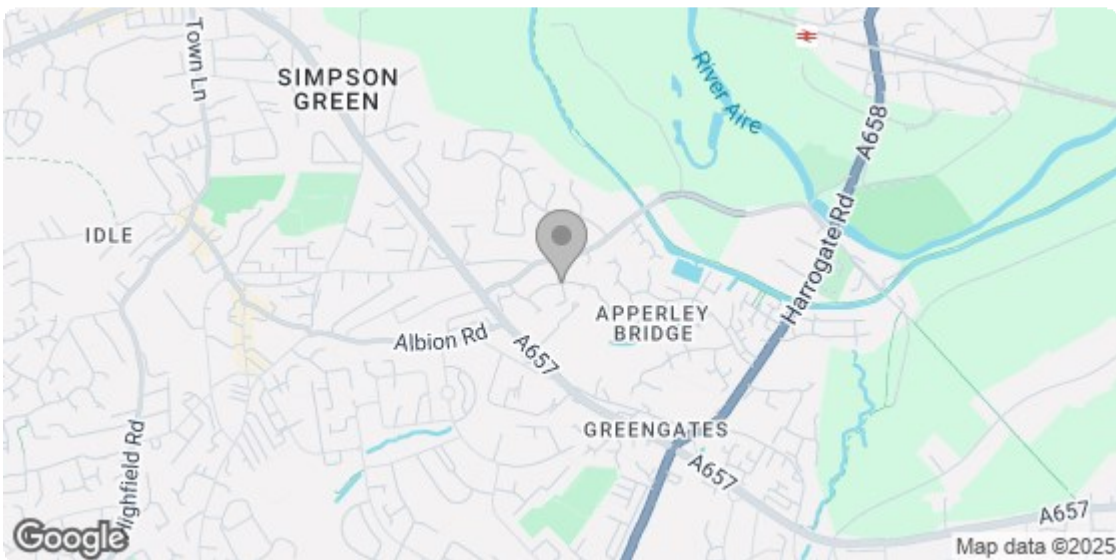 Town Ln
SIMPSON
GREEN
River Aire
A658
IDLE
Harrogate Rd
APPERLEY
BRIDGE
Albion Rd
A657
GREENGATES
Highfield Rd
A657
A657
Google
Map data ©2025